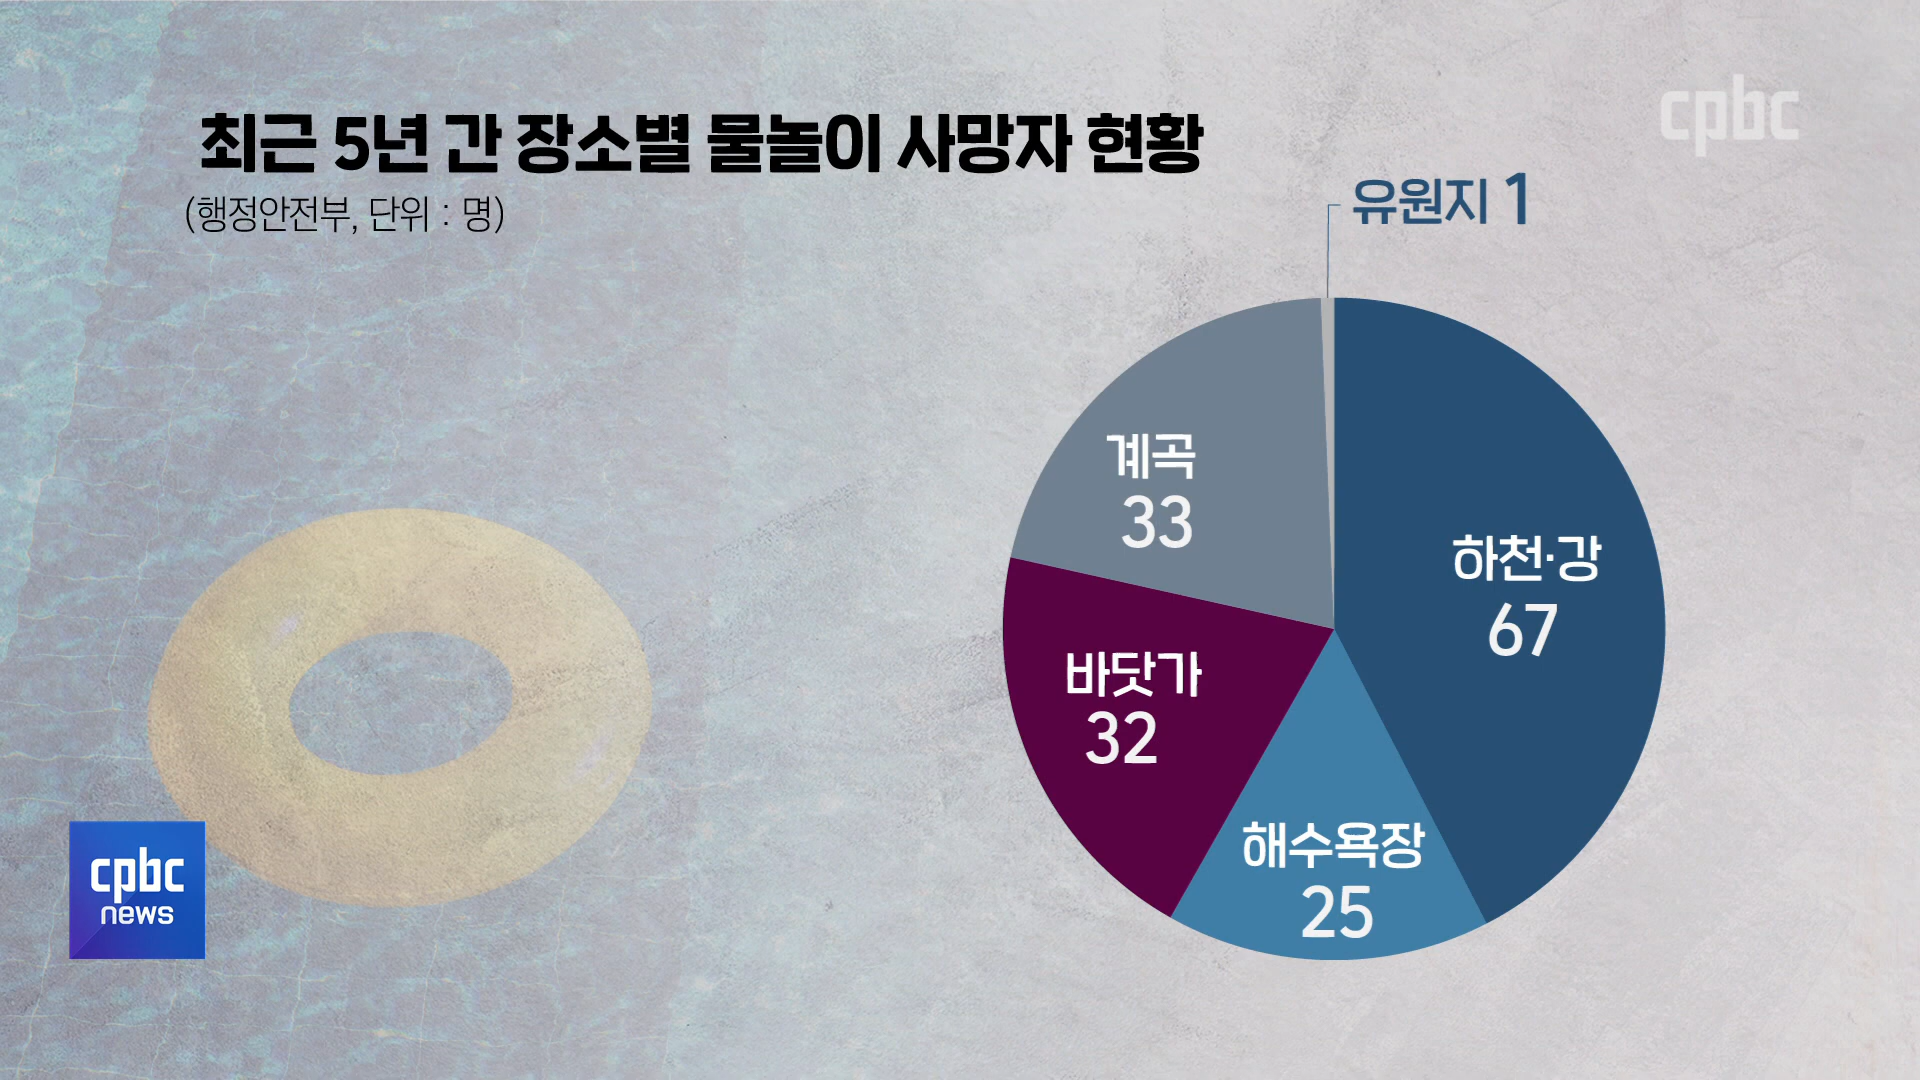 최근 5년 간 장소별 물놀이 사망자 현황
(행정안전부, 단위 : 명)
cpbc
유원지 1
계곡
33
하천·강
67
바닷가
32
해수욕장
25
cpbc
news